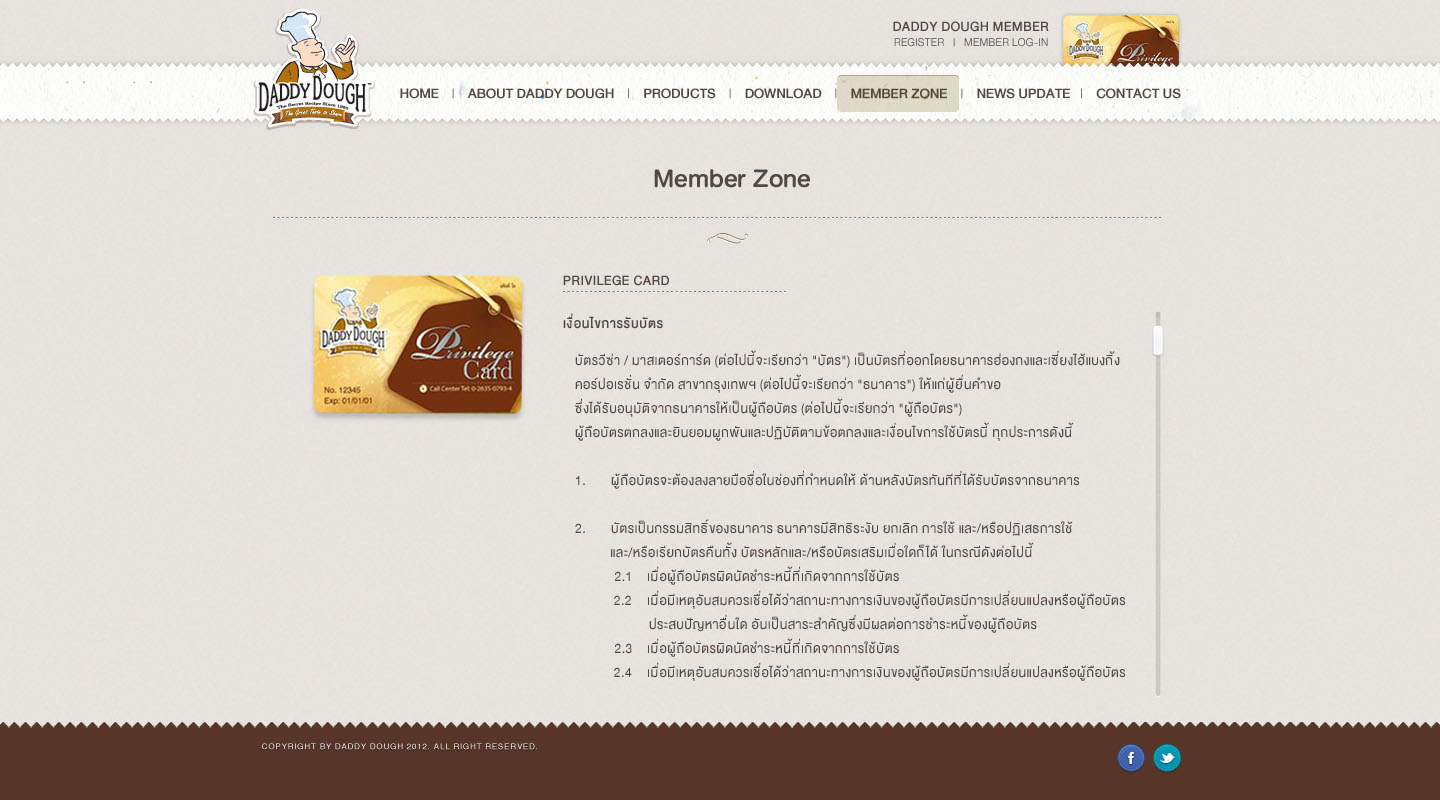 DADDY DOUGH MEMBER
REGISTER | MEMBER LOG-IN
DADDY DOUGH
Privilege
DADDY DOUGH™
The Secret Recipe Since 1980
The Great Taste to Share
HOME | ABOUT DADDY DOUGH | PRODUCTS | DOWNLOAD | MEMBER ZONE | NEWS UPDATE | CONTACT US
Member Zone
DADDY DOUGH
Privilege
Card
No. 12345
Exp: 01/01/01
Call Center Tel: 0-2635-0793-4
PRIVILEGE CARD
เงื่อนไขการรับบัตร
บัตรวีซ่า / มาสเตอร์การ์ด (ต่อไปนี้จะเรียกว่า "บัตร") เป็นบัตรที่ออกโดยธนาคารฮ่องกงและเซี่ยงไฮ้แบงกิ้ง
คอร์ปอเรชั่น จำกัด สาขากรุงเทพฯ (ต่อไปนี้จะเรียกว่า "ธนาคาร") ให้แก่ผู้ยื่นคำขอ
ซึ่งได้รับอนุมัติจากธนาคารให้เป็นผู้ถือบัตร (ต่อไปนี้จะเรียกว่า "ผู้ถือบัตร")
ผู้ถือบัตรตกลงและยินยอมผูกพันและปฏิบัติตามข้อตกลงและเงื่อนไขการใช้บัตรนี้ ทุกประการดังนี้
1. ผู้ถือบัตรจะต้องลงลายมือชื่อในช่องที่กำหนดให้ ด้านหลังบัตรทันทีที่ได้รับบัตรจากธนาคาร
2. บัตรเป็นกรรมสิทธิ์ของธนาคาร ธนาคารมีสิทธิระงับ ยกเลิก การใช้ และ/หรือปฏิเสธการใช้
และ/หรือเรียกบัตรคืนทั้ง บัตรหลักและ/หรือบัตรเสริมเมื่อใดก็ได้ ในกรณีดังต่อไปนี้
2.1 เมื่อผู้ถือบัตรผิดนัดชำระหนี้ที่เกิดจากการใช้บัตร
2.2 เมื่อมีเหตุอันสมควรเชื่อได้ว่าสถานะทางการเงินของผู้ถือบัตรมีการเปลี่ยนแปลงหรือผู้ถือบัตร
ประสบปัญหาอื่นใด อันเป็นสาระสำคัญซึ่งมีผลต่อการชำระหนี้ของผู้ถือบัตร
2.3 เมื่อผู้ถือบัตรผิดนัดชำระหนี้ที่เกิดจากการใช้บัตร
2.4 เมื่อมีเหตุอันสมควรเชื่อได้ว่าสถานะทางการเงินของผู้ถือบัตรมีการเปลี่ยนแปลงหรือผู้ถือบัตร
COPYRIGHT BY DADDY DOUGH 2012. ALL RIGHT RESERVED.